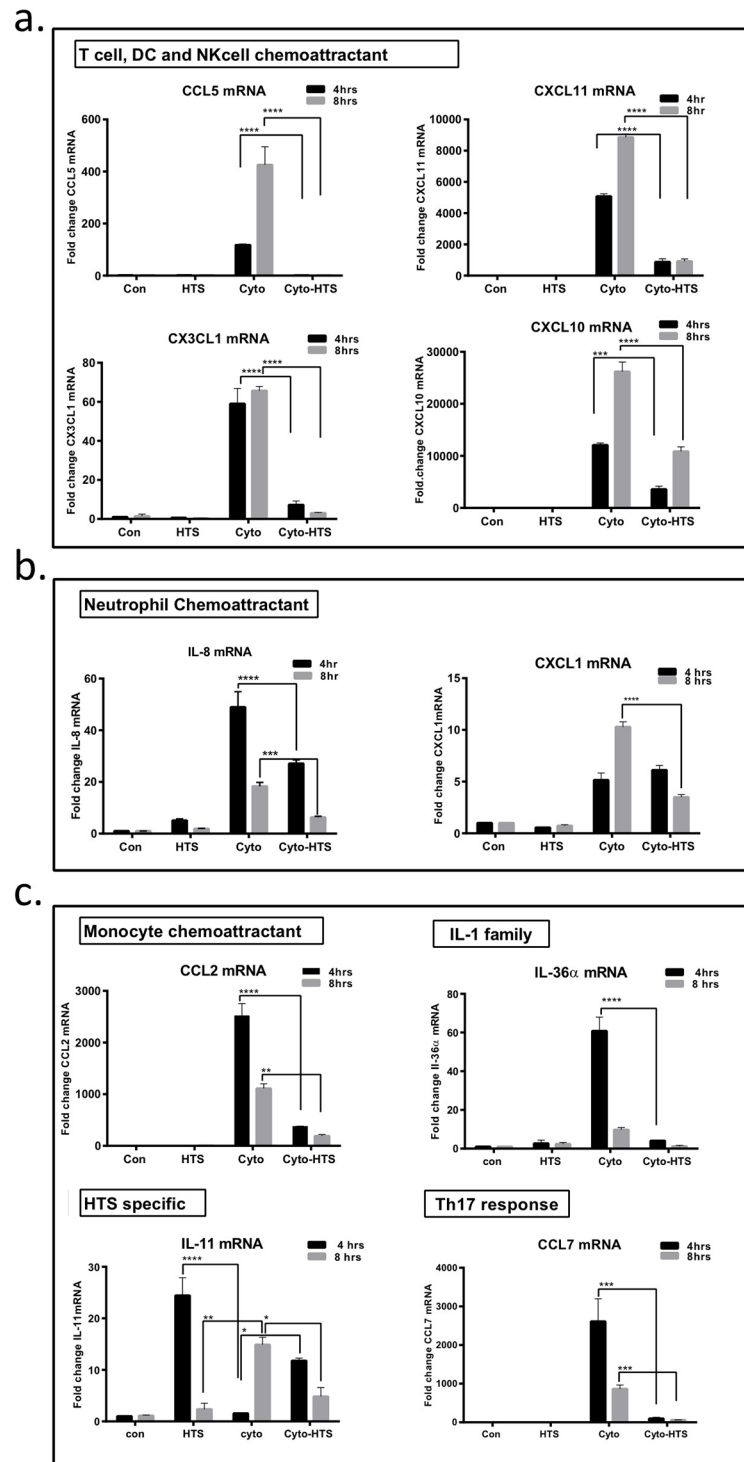 a.
T cell, DC and NKcell chemoattractant
CCL5 mRNA
4hrs
8hrs
Fold change CCL5 mRNA
600
400
200
0
****
****
Con HTS Cyto Cyto-HTS
CXCL11 mRNA
4hr
8hr
Fold change.CXCL11 mRNA
10000
8000
6000
4000
2000
0
****
****
Con HTS Cyto Cyto-HTS
CX3CL1 mRNA
4hrs
8hrs
Fold change CX3CL1 mRNA
80
60
40
20
0
****
****
Con HTS Cyto Cyto-HTS
CXCL10 mRNA
4hrs
8hrs
Fold.change CXCL10 mRNA
30000
20000
10000
0
****
***
Con HTS Cyto Cyto-HTS
b.
Neutrophil Chemoattractant
IL-8 mRNA
4hr
8hr
Fold change IL-8 mRNA
60
40
20
0
****
***
Con HTS Cyto Cyto-HTS
CXCL1 mRNA
4 hrs
8 hrs
Fold change CXCL1mRNA
15
10
5
0
****
Con HTS Cyto Cyto-HTS
c.
Monocyte chemoattractant
CCL2 mRNA
4hrs
8hrs
Fold change CCL2 mRNA
3000
2000
1000
0
****
**
Con HTS Cyto Cyto-HTS
IL-1 family
IL-36α mRNA
4hrs
8 hrs
Fold change Il-36α mRNA
80
60
40
20
0
****
con HTS Cyto Cyto-HTS
HTS specific
IL-11 mRNA
4 hrs
8 hrs
Fold change IL-11mRNA
30
20
10
0
****
**
*
*
con HTS cyto Cyto-HTS
Th17 response
CCL7 mRNA
4hrs
8hrs
Fold change CCL7 mRNA
4000
3000
2000
1000
0
***
***
Con HTS Cyto Cyto-HTS